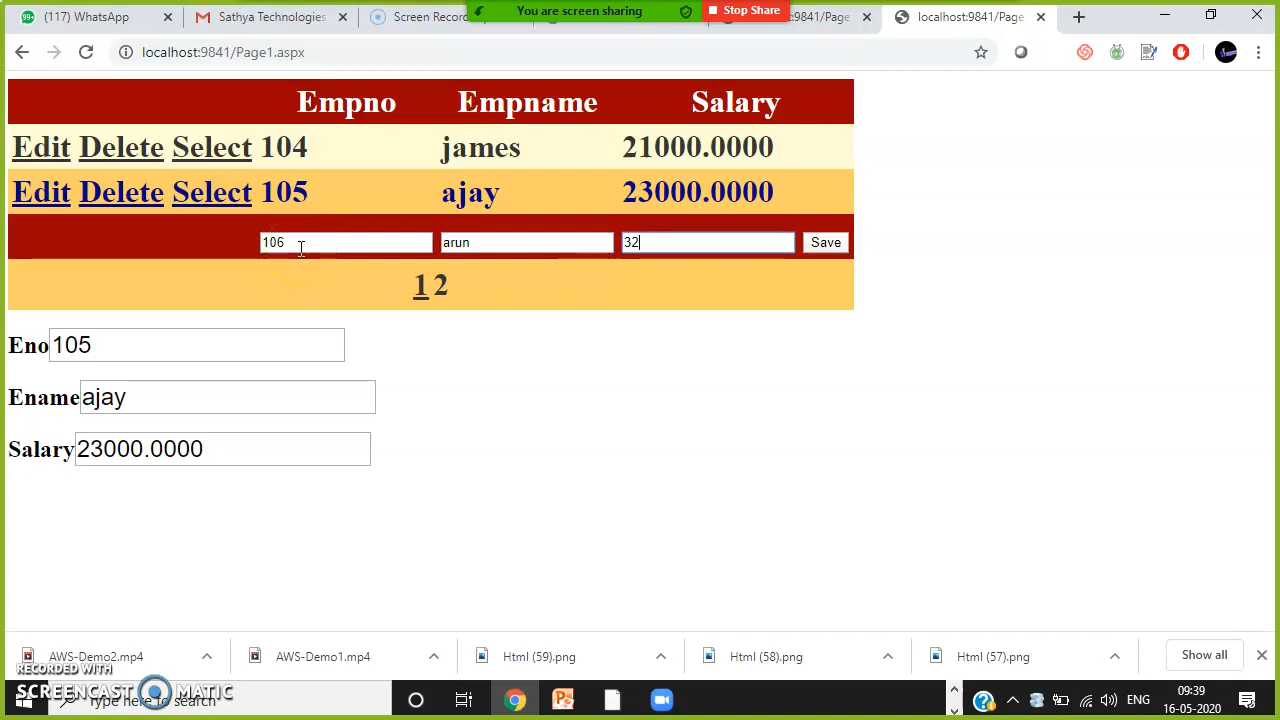 99+ (117) WhatsApp
Sathya Technologies
Screen Recor
You are screen sharing
Stop Share
:9841/Page
localhost:9841/Page
localhost:9841/Page1.aspx
Empno Empname Salary
Edit Delete Select 104 james 21000.0000
Edit Delete Select 105 ajay 23000.0000
106 arun 32 Save
1 2
Eno 105
Ename ajay
Salary 23000.0000
AWS-Demo2.mp4
AWS-Demo1.mp4
Html (59).png
Html (58).png
Html (57).png
Show all
RECORDED WITH
SCREENCAST MATIC
Type here to search
ENG
09:39
16-05-2020